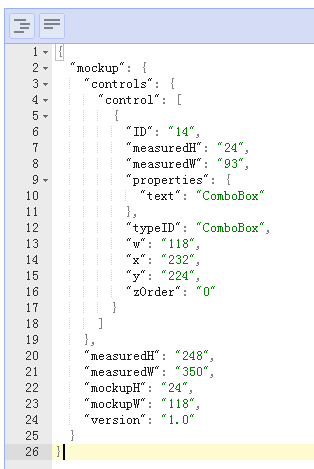 1 {
2 "mockup": {
3 "controls": {
4 "control": [
5 {
6 "ID": "14",
7 "measuredH": "24",
8 "measuredW": "93",
9 "properties": {
10 "text": "ComboBox"
11 },
12 "typeID": "ComboBox",
13 "w": "118",
14 "x": "232",
15 "y": "224",
16 "zOrder": "0"
17 }
18 ]
19 },
20 "measuredH": "248",
21 "measuredW": "350",
22 "mockupH": "24",
23 "mockupW": "118",
24 "version": "1.0"
25 }
26 }